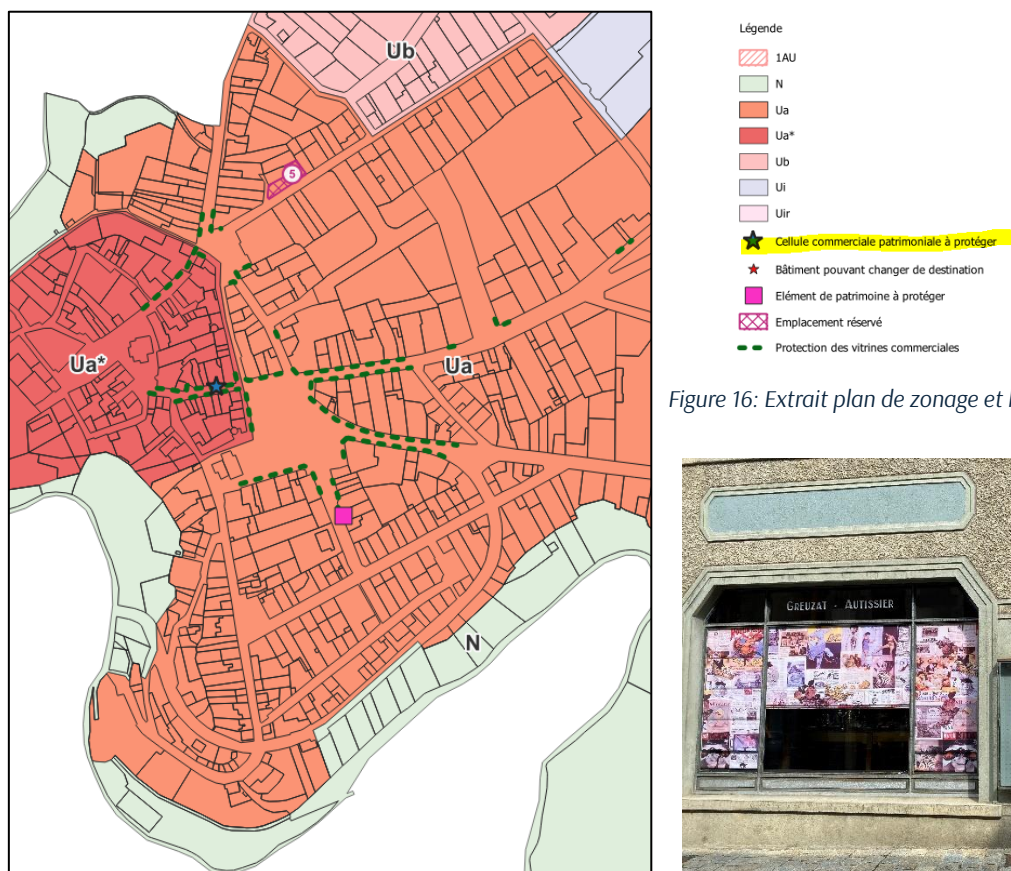 Ub
5
Ua*
Ua
N
Légende
1AU
N
Ua
Ua*
Ub
Ui
Uir
Cellule commerciale patrimoniale à protéger
Bâtiment pouvant changer de destination
Elément de patrimoine à protéger
Emplacement réservé
Protection des vitrines commerciales
Figure 16: Extrait plan de zonage et
GREUZAT - AUTISSIER